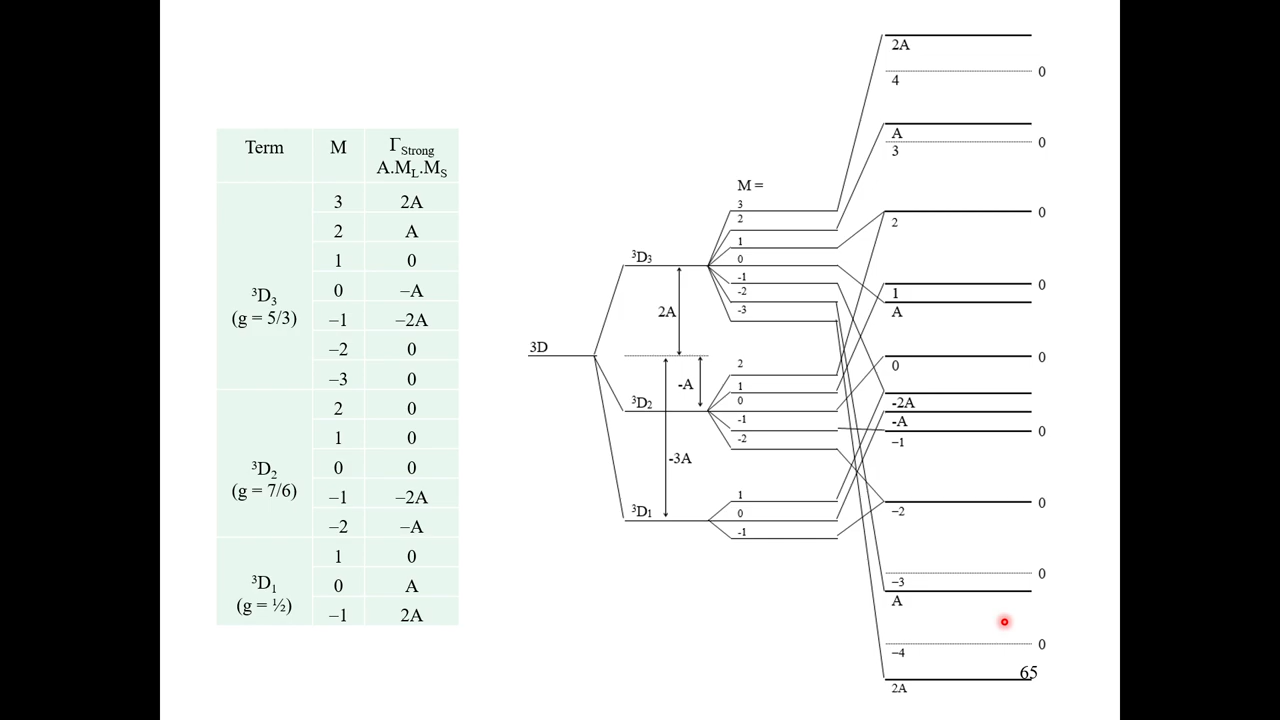 Term M Γ_Strong
A.M_L.M_S
³D₃
(g = 5/3)
3 2A
2 A
1 0
0 –A
–1 –2A
–2 0
–3 0
³D₂
(g = 7/6)
2 0
1 0
0 0
–1 –2A
–2 –A
³D₁
(g = ½)
1 0
0 A
–1 2A
3D
³D₃
³D₂
³D₁
2A
-A
-3A
M =
3
2
1
0
-1
-2
-3
2
1
0
-1
-2
1
0
-1
2A
4 0
A
3 0
2 0
1 0
A
0 0
-2A
-A
–1 0
–2 0
–3 0
A
–4 0
2A
65